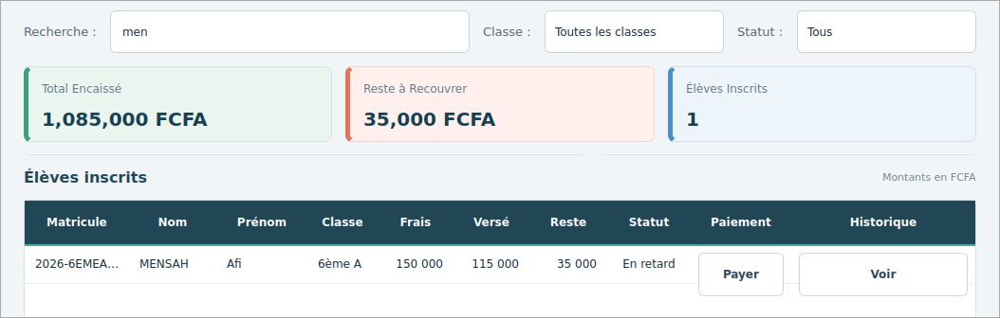 Recherche : men Classe : Toutes les classes Statut : Tous
Total Encaissé Reste à Recouvrer Élèves Inscrits
1,085,000 FCFA 35,000 FCFA 1
Élèves inscrits Montants en FCFA
Matricule Nom Prénom Classe Frais Versé Reste Statut Paiement Historique
2026-6EMEA... MENSAH Afi 6ème A 150 000 115 000 35 000 En retard Payer Voir